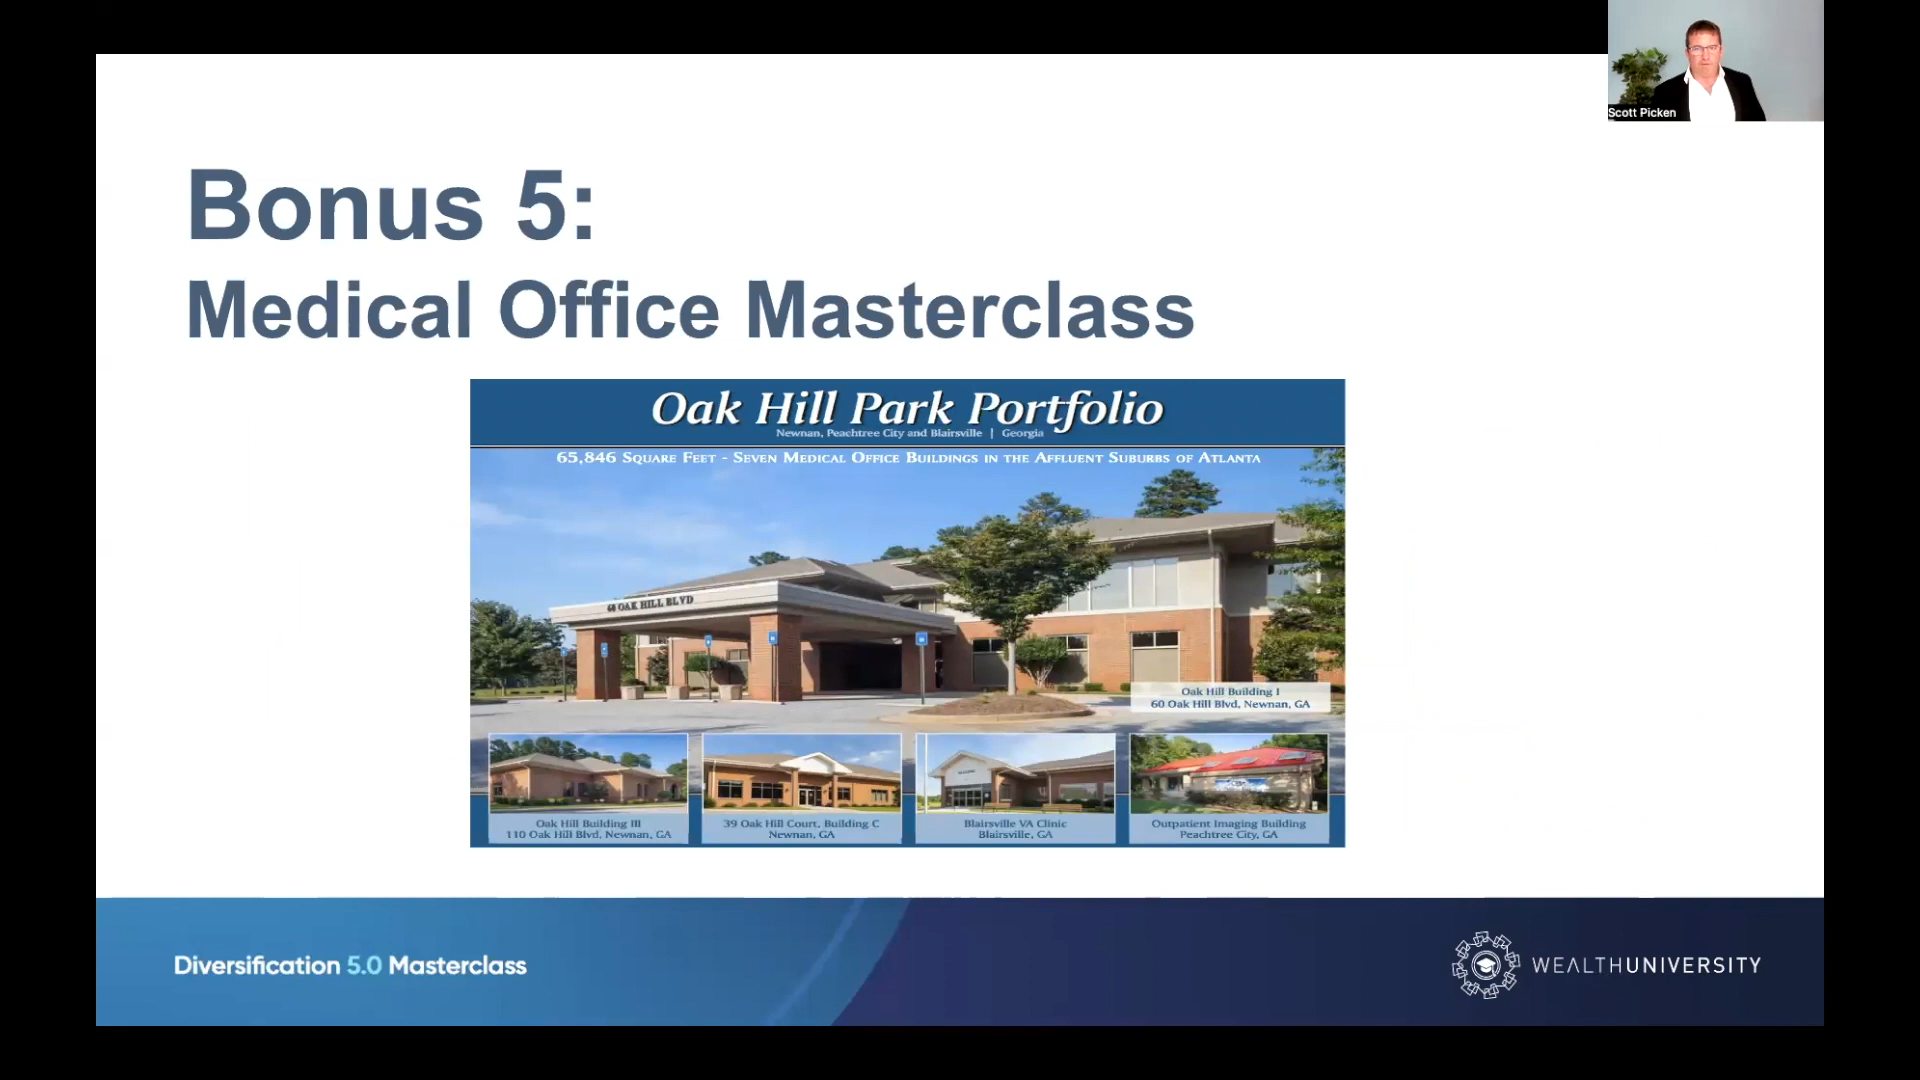 Scott Picken
Bonus 5:
Medical Office Masterclass
Oak Hill Park Portfolio
Newnan, Peachtree City and Blairsville | Georgia
65,846 Square Feet - Seven Medical Office Buildings in the Affluent Suburbs of Atlanta
60 OAK HILL BLVD
Oak Hill Building I
60 Oak Hill Blvd, Newnan, GA
Oak Hill Building III
110 Oak Hill Blvd, Newnan, GA
39 Oak Hill Court, Building C
Newnan, GA
Blairsville VA Clinic
Blairsville, GA
Outpatient Imaging Building
Peachtree City, GA
Diversification 5.0 Masterclass
WEALTHUNIVERSITY